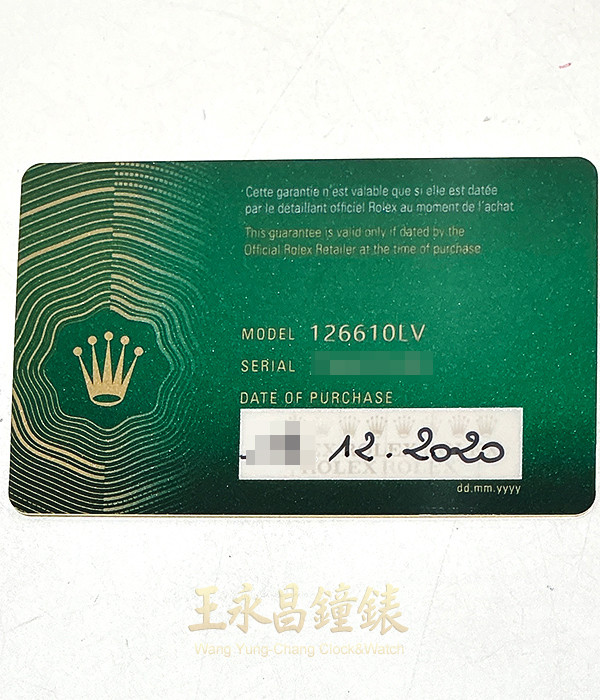 Cette garantie n'est valable que si elle est datée
par le détaillant officiel Rolex au moment de l'achat
This guarantee is valid only if dated by the
Official Rolex Retailer at the time of purchase
MODEL 126610LV
SERIAL
DATE OF PURCHASE
12.2020
ROLEX ROLEX
dd.mm.yyyy
王永昌鐘錶
Wang Yung-Chang Clock&Watch